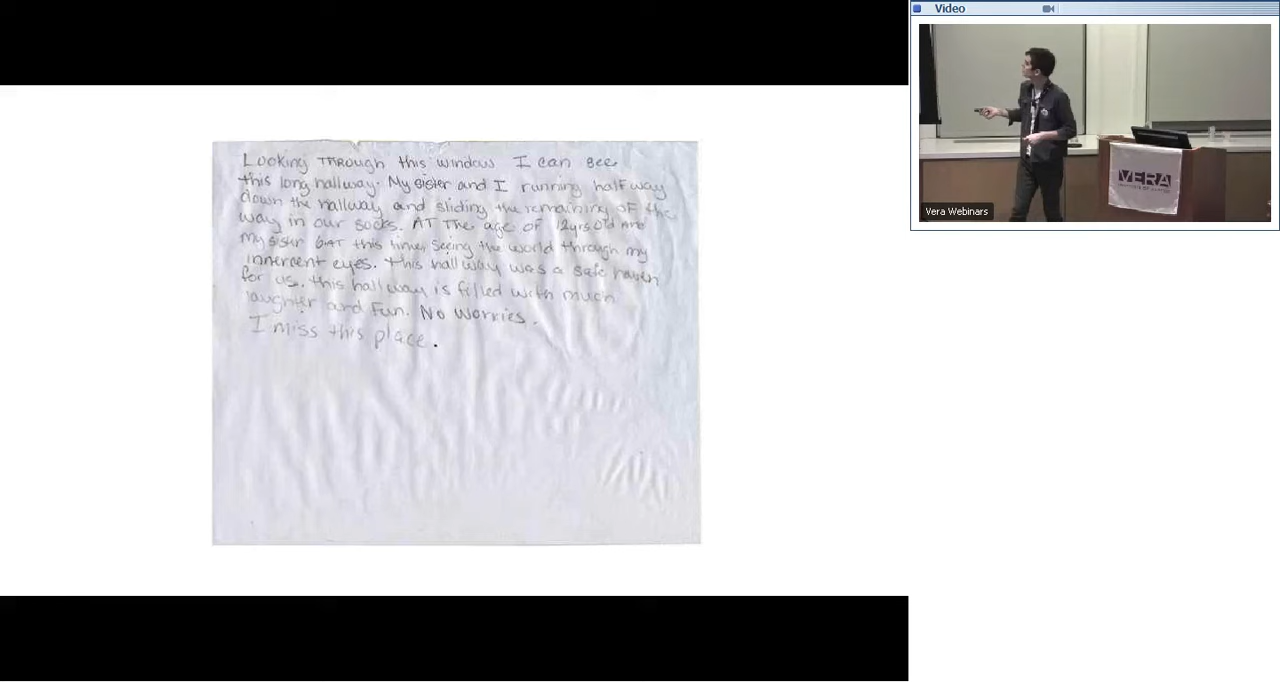 Looking THROUGH this window I can see
this long hallway. My sister and I running half way
down the hallway and sliding the remaining of the
way in our socks. AT The age of 12yrs old and
my sistr 6. AT this time, seeing the world through my
innercent eyes. this hallway was a safe haven
for us. this hallway is filled with much
laughter and Fun. No Worries.
I miss this place.
Video
VERA
Vera Webinars